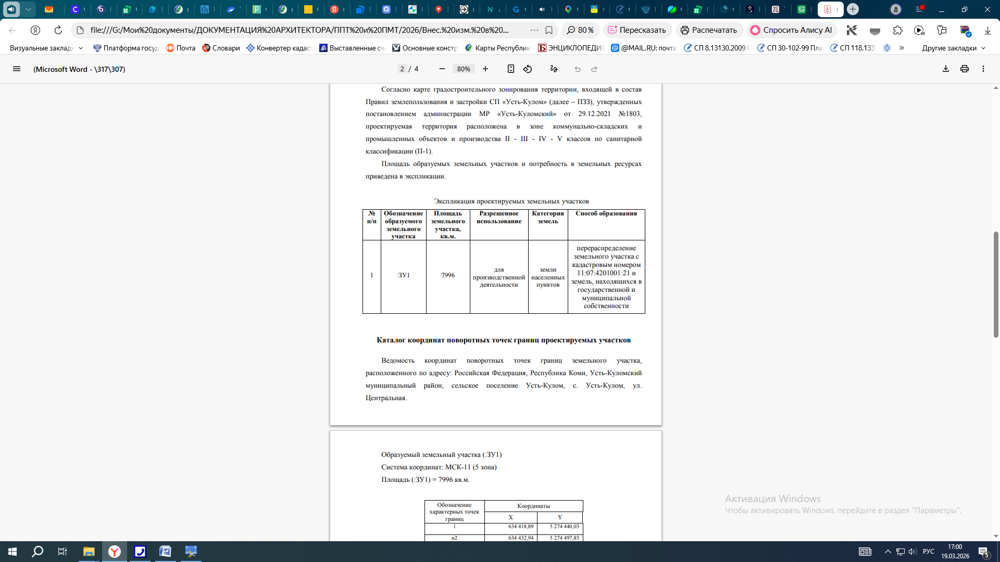 file:///G:/Мои%20документы/ДОКУМЕНТАЦИЯ%20АРХИТЕКТОРА/ППТ%20и%20ПМТ/2026/Внес.%20изм.%20в%20...
80 %
Пересказать
Распечатать
Спросить Алису AI
Визуальные заклад
Платформа госуд
Почта
Словари
Конвертер кадас
Выставленные сч
Основные констр
Карты Республик
ЭНЦИКЛОПЕДИЯ
@MAIL.RU: почта
СП 8.13130.2009
СП 30-102-99 Пла
СП 118.133
»
Другие закладки
(Microsoft Word - \317\307)
2 / 4
80%
Согласно карте градостроительного зонирования территории, входящей в состав
Правил землепользования и застройки СП «Усть-Кулом» (далее – ПЗЗ), утвержденных
постановлением администрации МР «Усть-Куломский» от 29.12.2021 №1803,
проектируемая территория расположена в зоне коммунально-складских и
промышленных объектов и производства II - III - IV - V классов по санитарной
классификации (П-1).
Площадь образуемых земельных участков и потребность в земельных ресурсах
приведена в экспликации.
Экспликация проектируемых земельных участков
№ п/п
Обозначение образуемого земельного участка
Площадь земельного участка, кв.м.
Разрешенное использование
Категория земель
Способ образования
1
:ЗУ1
7996
для производственной деятельности
земли населенных пунктов
перераспределение
земельного участка с
кадастровым номером
11:07:4201001:21 и
земель, находящихся в
государственной и
муниципальной
собственности
Каталог координат поворотных точек границ проектируемых участков
Ведомость координат поворотных точек границ земельного участка,
расположенного по адресу: Российская Федерация, Республика Коми, Усть-Куломский
муниципальный район, сельское поселение Усть-Кулом, с. Усть-Кулом, ул.
Центральная.
Образуемый земельный участка (:ЗУ1)
Система координат: МСК-11 (5 зона)
Площадь (:ЗУ1) = 7996 кв.м.
Обозначение
характерных точек
границ
Координаты
X
Y
1
634 418,89
5 274 440,03
н2
634 432,94
5 274 497,85
Активация Windows
Чтобы активировать Windows, перейдите в раздел "Параметры".
РУС
17:00
19.03.2026
5